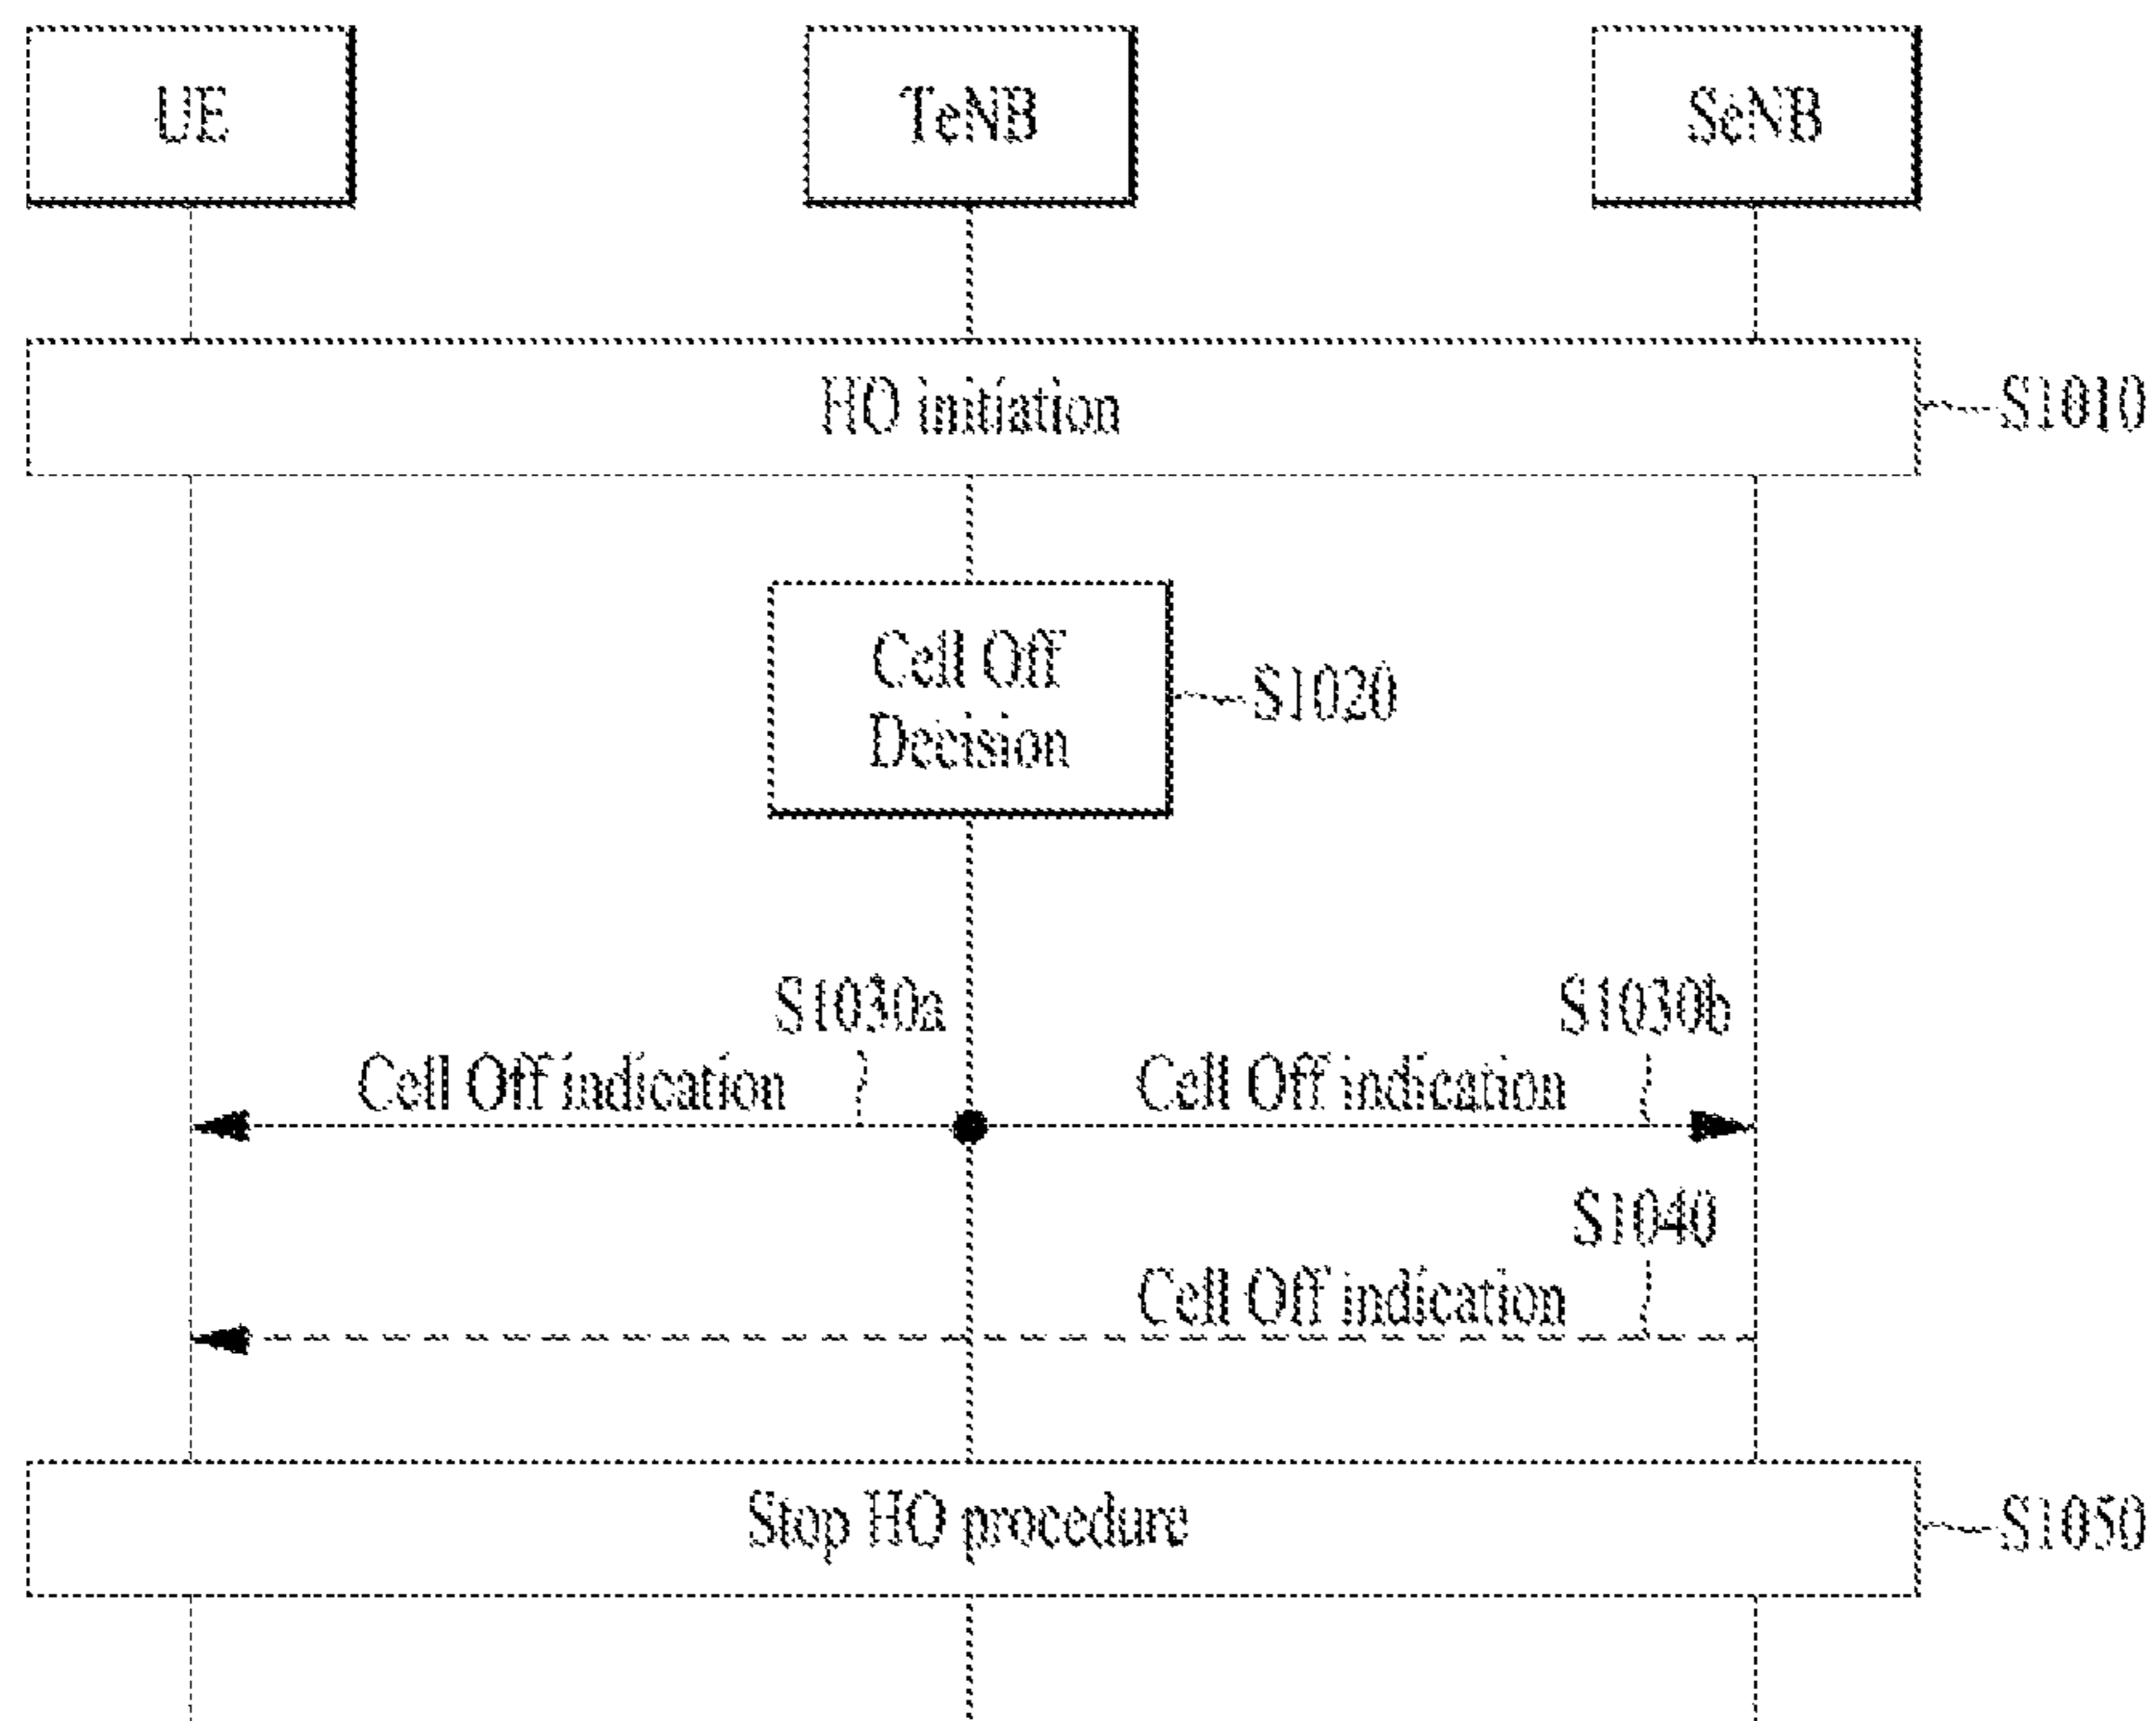 UE
TeNB
SeNB
HO initiation
S1010
Cell Off
Decision
S1020
S1030a
S1030b
Cell Off indication
Cell Off indication
S1040
Cell Off indication
Stop HO procedure
S1050